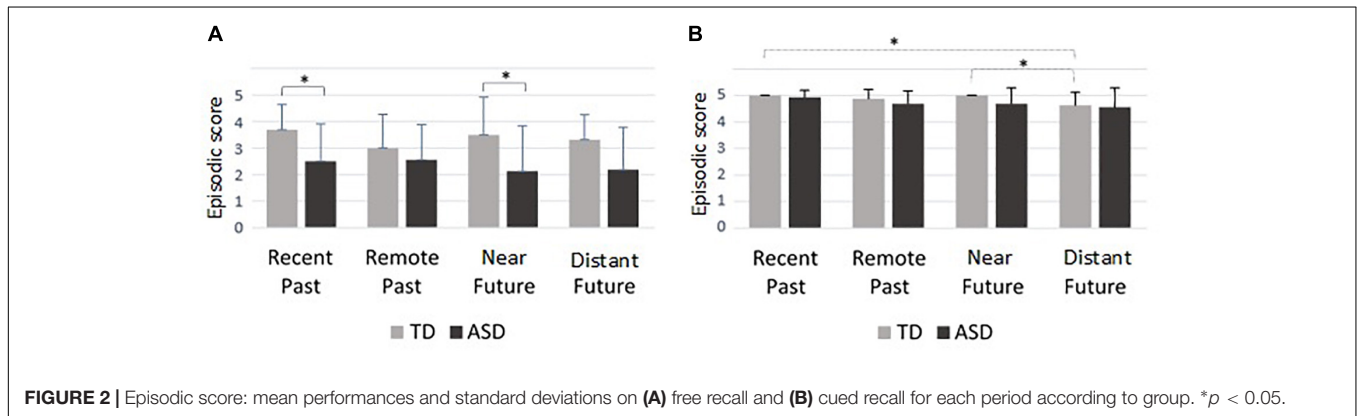 A
*
*
Episodic score
5
4
3
2
1
0
Recent Past
Remote Past
Near Future
Distant Future
TD ASD
B
*
*
Episodic score
5
4
3
2
1
0
Recent Past
Remote Past
Near Future
Distant Future
TD ASD
FIGURE 2 | Episodic score: mean performances and standard deviations on (A) free recall and (B) cued recall for each period according to group. *p < 0.05.